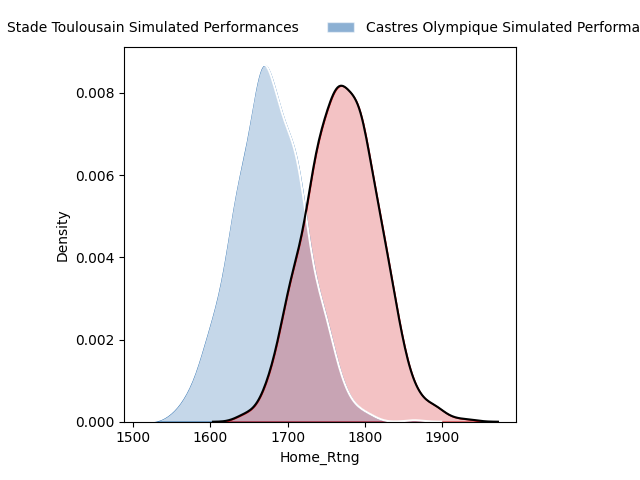 Stade Toulousain Simulated Performances Castres Olympique Simulated Performa
0.008
0.006
0.004
0.002
0.000
Density
1500 1600 1700 1800 1900
Home_Rtng